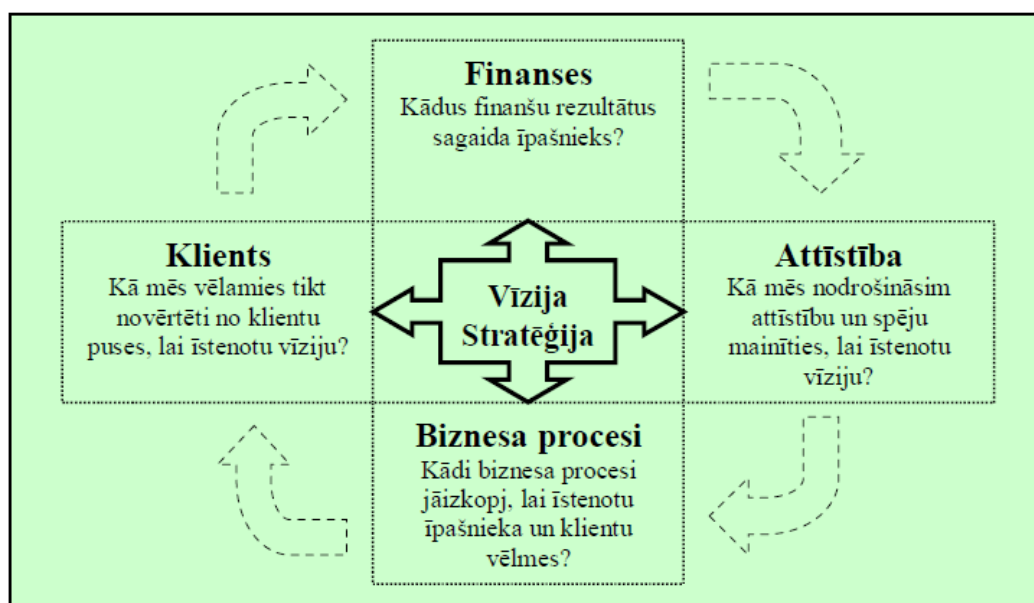 Finanses
Kādus finanšu rezultātus
sagaida īpašnieks?
Klients
Kā mēs vēlamies tikt
novērtēti no klientu
puses, lai īstenotu vīziju?
Vīzija
Stratēģija
Attīstība
Kā mēs nodrošināsim
attīstību un spēju
mainīties, lai īstenotu
vīziju?
Biznesa procesi
Kādi biznesa procesi
jāizkopj, lai īstenotu
īpašnieka un klientu
vēlmes?